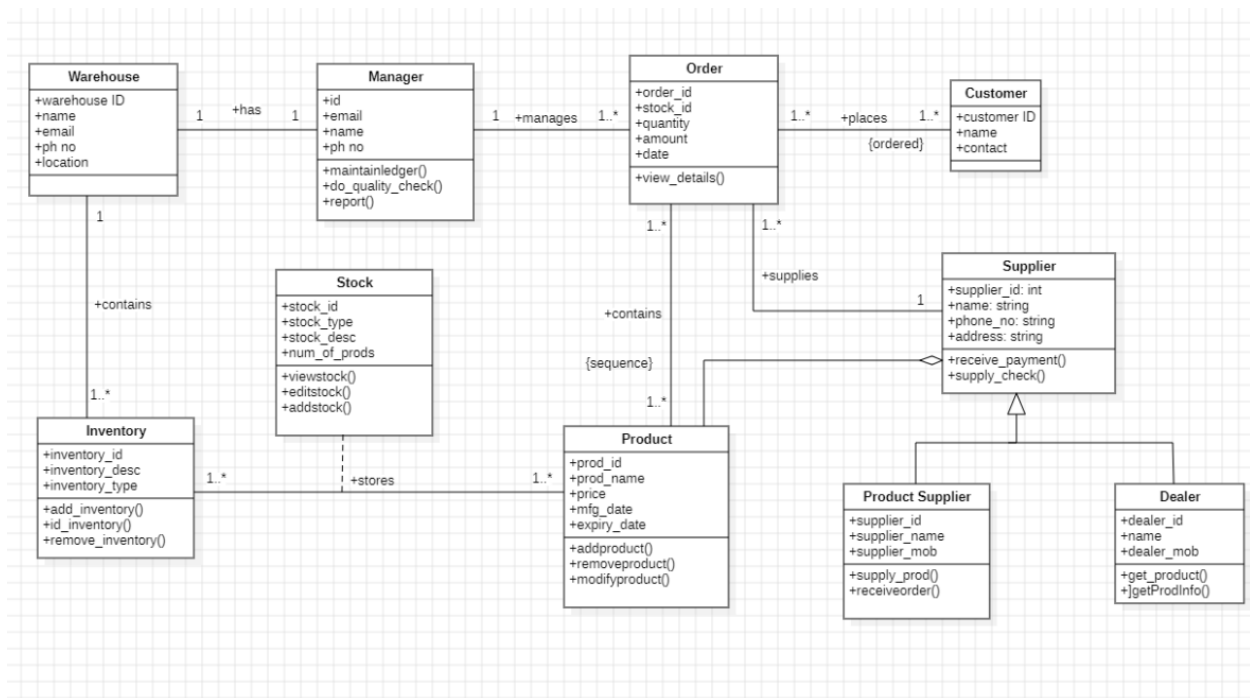 Warehouse
+warehouse ID
+name
+email
+ph no
+location
1
+has
1
Manager
+id
+email
+name
+ph no
+maintainledger()
+do_quality_check()
+report()
1
+manages
1..*
Order
+order_id
+stock_id
+quantity
+amount
+date
+view_details()
1..*
+places
1..*
{ordered}
Customer
+customer ID
+name
+contact
1
+contains
1..*
Stock
+stock_id
+stock_type
+stock_desc
+num_of_prods
+viewstock()
+editstock()
+addstock()
1..*
+contains
{sequence}
1..*
1..*
+supplies
1
Supplier
+supplier_id: int
+name: string
+phone_no: string
+address: string
+receive_payment()
+supply_check()
Inventory
+inventory_id
+inventory_desc
+inventory_type
+add_inventory()
+id_inventory()
+remove_inventory()
1..*
+stores
1..*
Product
+prod_id
+prod_name
+price
+mfg_date
+expiry_date
+addproduct()
+removeproduct()
+modifyproduct()
Product Supplier
+supplier_id
+supplier_name
+supplier_mob
+supply_prod()
+receiveorder()
Dealer
+dealer_id
+name
+dealer_mob
+get_product()
+]getProdInfo()